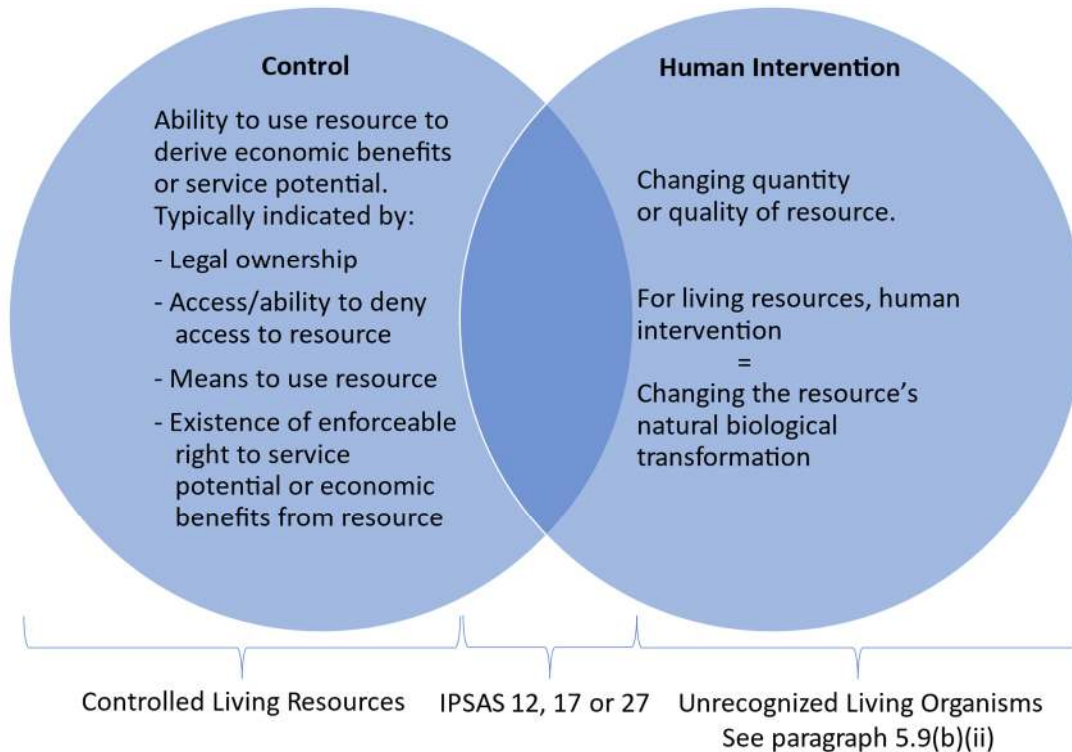 Control
Ability to use resource to
derive economic benefits
or service potential.
Typically indicated by:
- Legal ownership
- Access/ability to deny
access to resource
- Means to use resource
- Existence of enforceable
right to service
potential or economic
benefits from resource
Human Intervention
Changing quantity
or quality of resource.
For living resources, human
intervention
=
Changing the resource’s
natural biological
transformation
Controlled Living Resources
IPSAS 12, 17 or 27
Unrecognized Living Organisms
See paragraph 5.9(b)(ii)